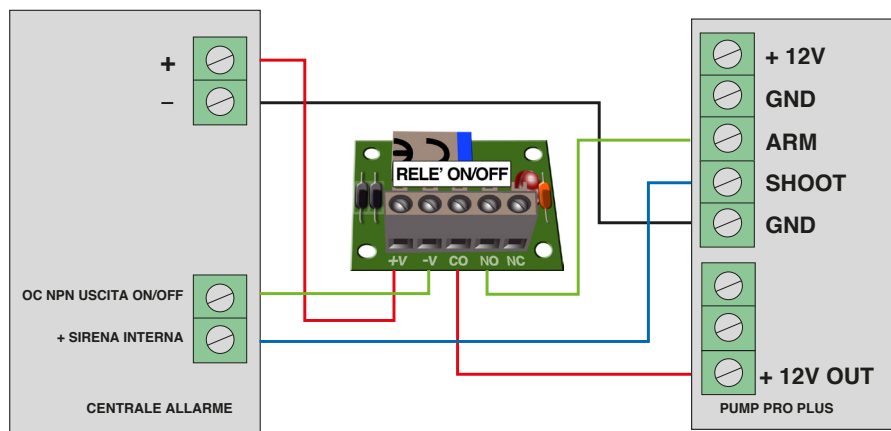 +
–
OC NPN USCITA ON/OFF
+ SIRENA INTERNA
CENTRALE ALLARME
RELE' ON/OFF
+V -V CO NO NC
+ 12V
GND
ARM
SHOOT
GND
+ 12V OUT
PUMP PRO PLUS